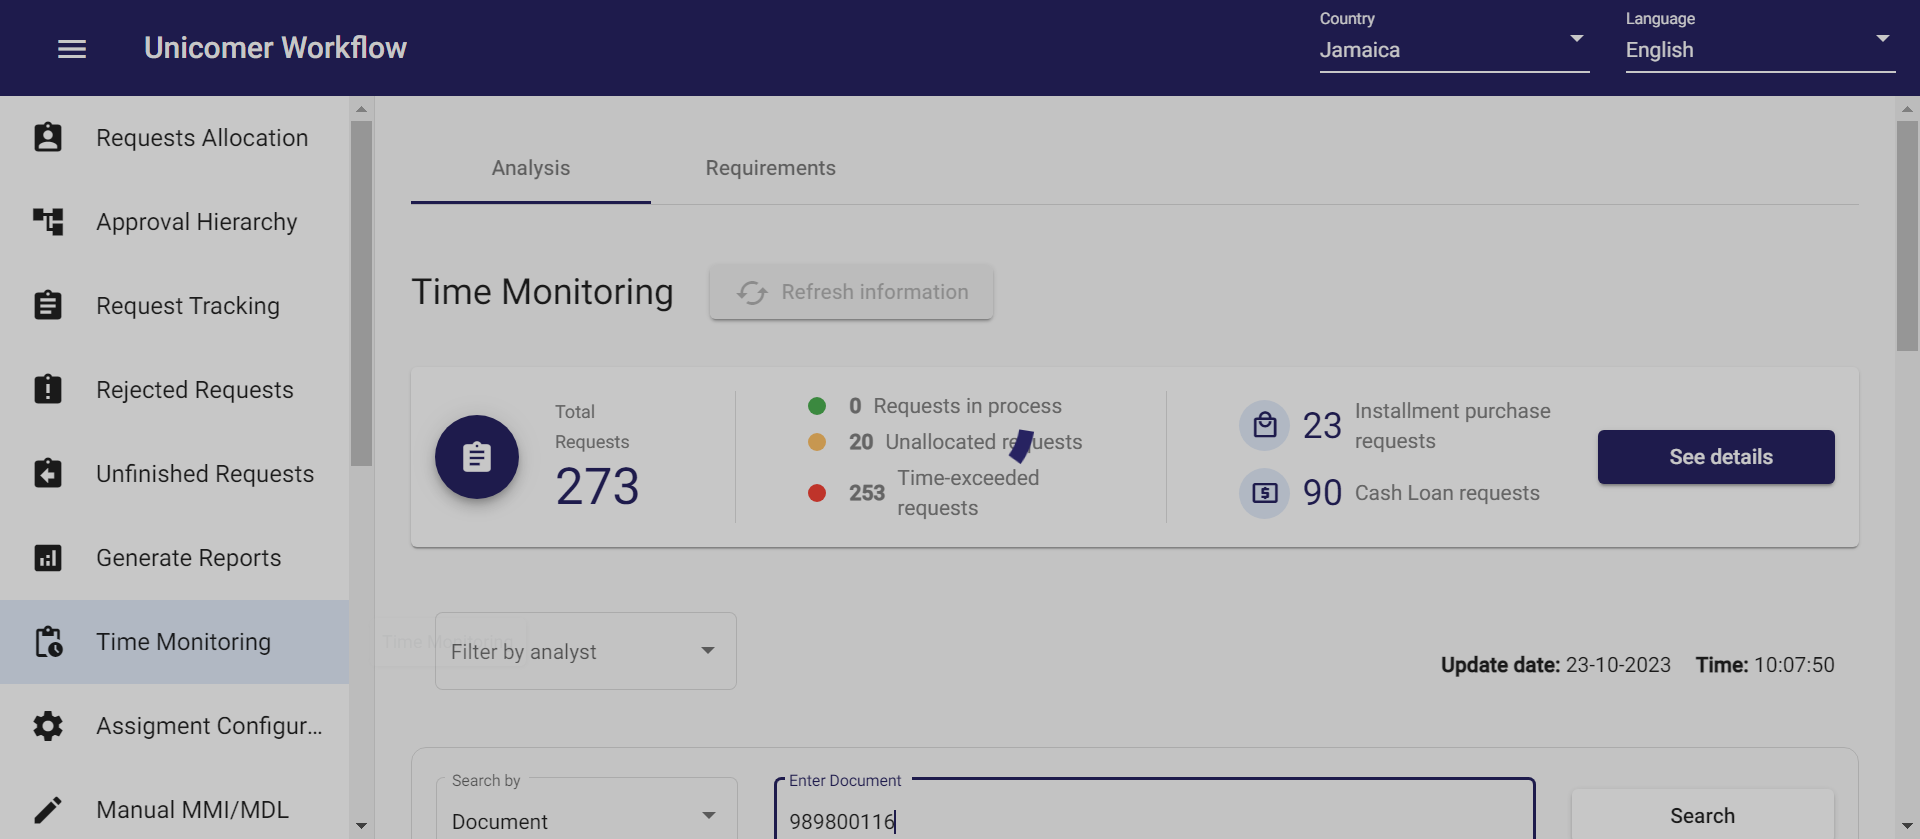 Unicomer Workflow
Country
Jamaica
Language
English
Requests Allocation
Approval Hierarchy
Request Tracking
Rejected Requests
Unfinished Requests
Generate Reports
Time Monitoring
Assigment Configur...
Manual MMI/MDL
Analysis
Requirements
Time Monitoring
Refresh information
Total
Requests
273
0 Requests in process
20 Unallocated requests
253 Time-exceeded
requests
23 Installment purchase
requests
90 Cash Loan requests
See details
Time Monitoring
Filter by analyst
Update date: 23-10-2023 Time: 10:07:50
Search by
Document
Enter Document
989800116
Search